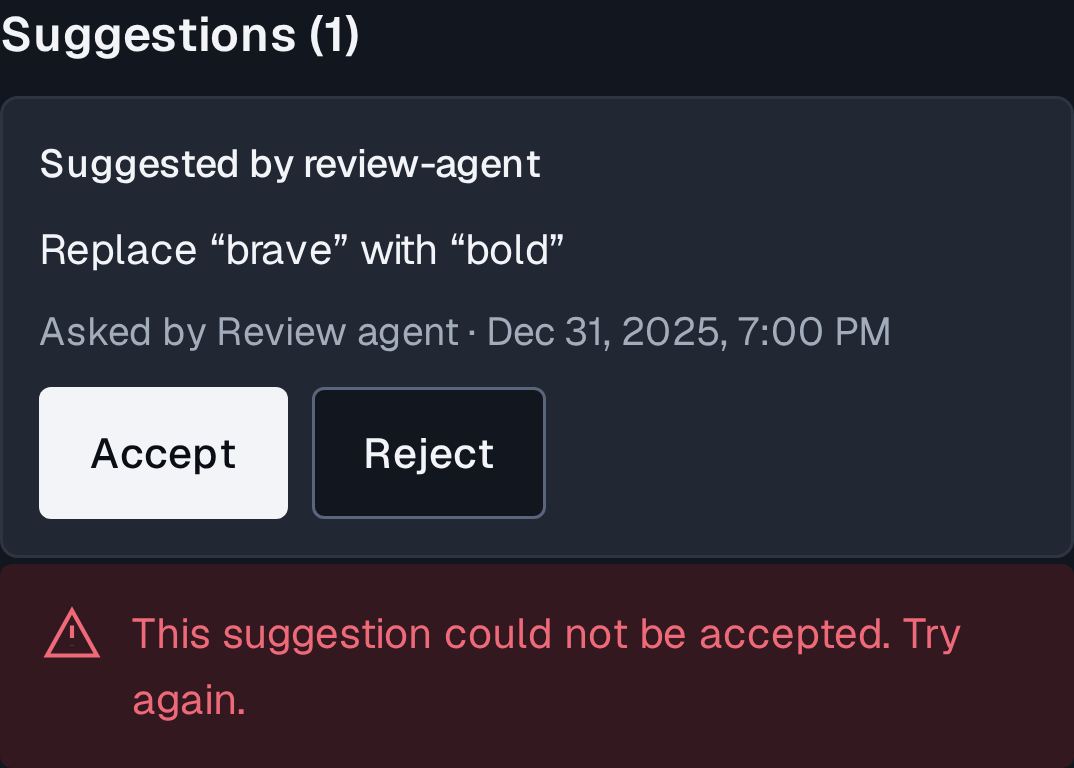 Suggestions (1)
Suggested by review-agent
Replace “brave” with “bold”
Asked by Review agent · Dec 31, 2025, 7:00 PM
Accept
Reject
This suggestion could not be accepted. Try
again.